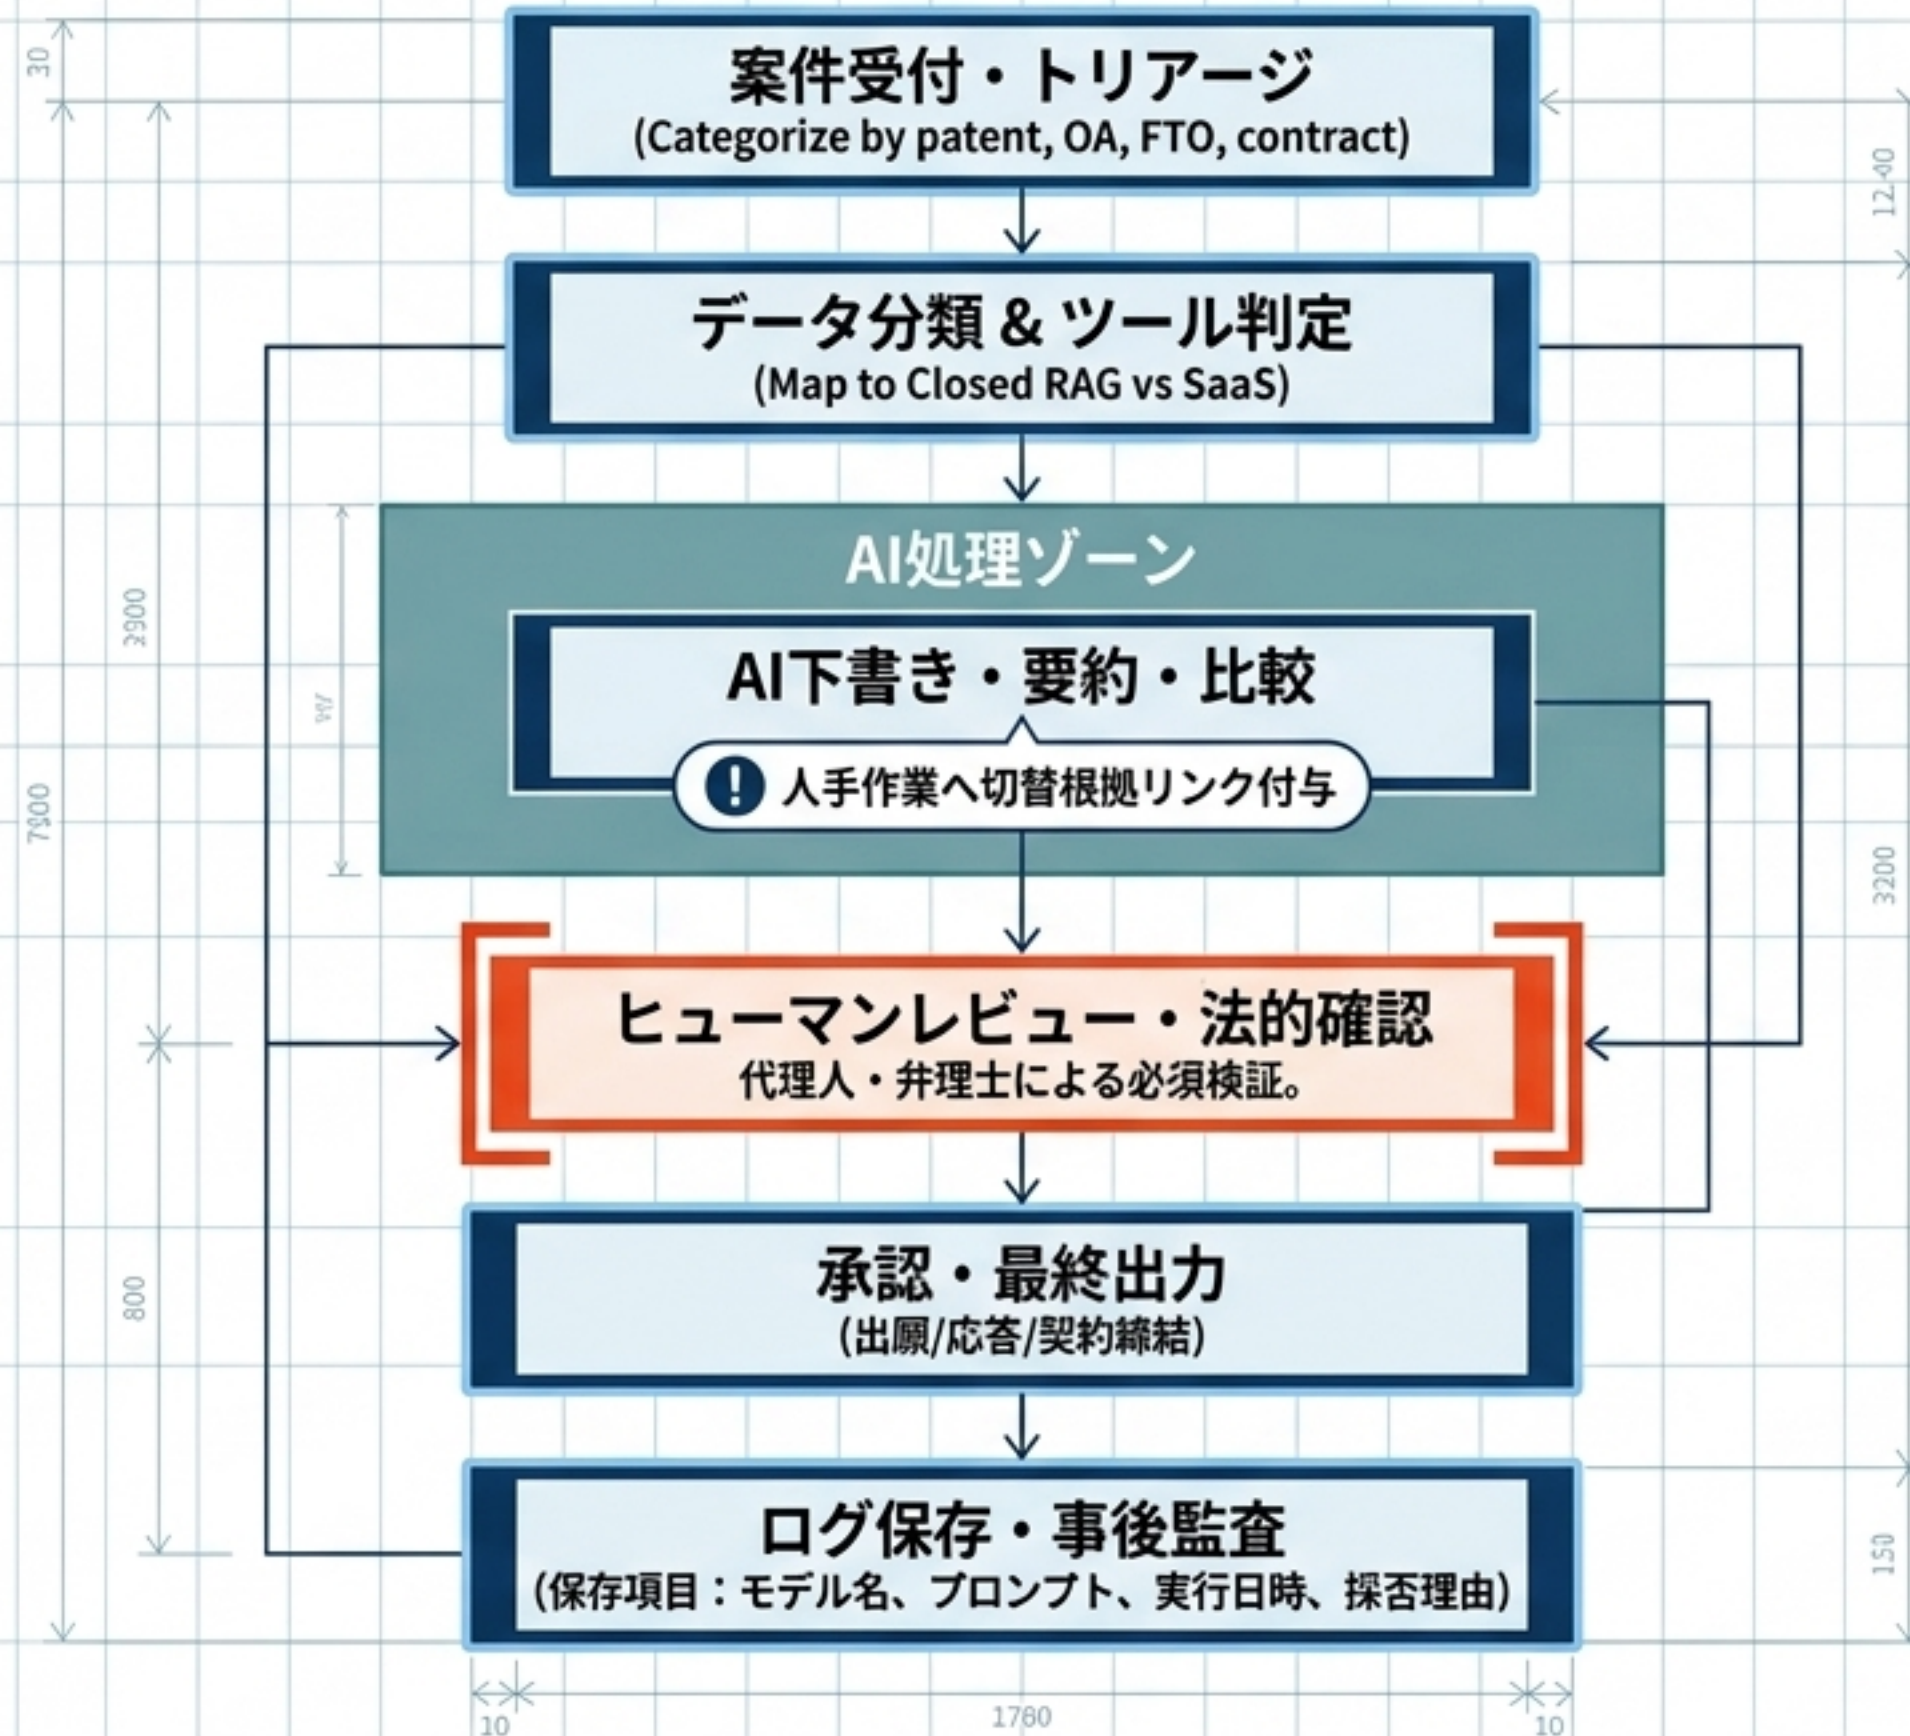 案件受付・トリアージ
(Categorize by patent, OA, FTO, contract)
データ分類 & ツール判定
(Map to Closed RAG vs SaaS)
AI処理ゾーン
AI下書き・要約・比較
! 人手作業へ切替根拠リンク付与
ヒューマンレビュー・法的確認
代理人・弁理士による必須検証。
承認・最終出力
(出願/応答/契約締結)
ログ保存・事後監査
(保存項目：モデル名、プロンプト、実行日時、採否理由)
30
3900
7900
800
12.40
3200
150
10
1760
10